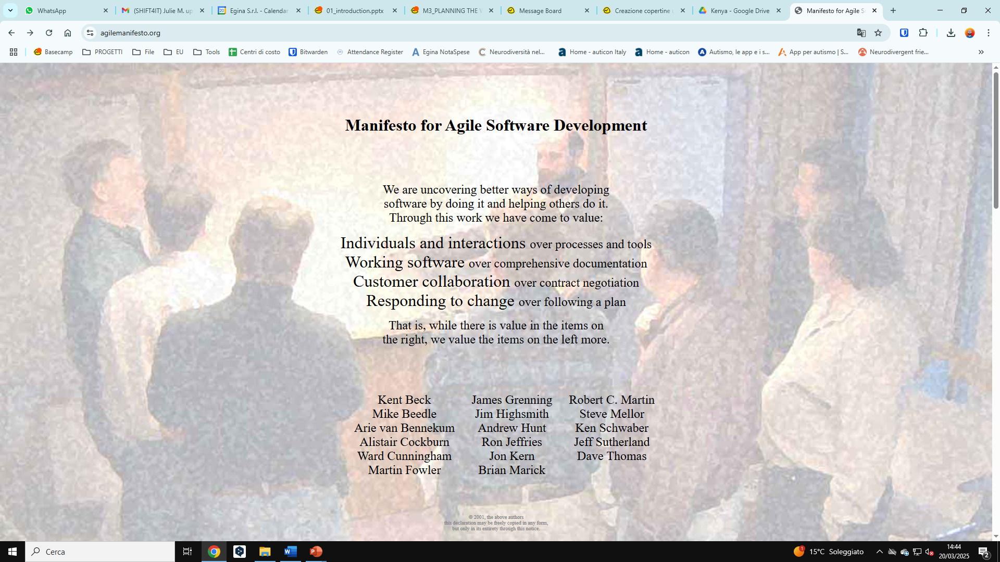 WhatsApp
(SHIFT4IT) Julie M. up
Egina S.r.l. - Calendar
01_introduction.pptx
M3_PLANNING THE
Message Board
Creazione copertine
Kenya - Google Drive
Manifesto for Agile S
agilemanifesto.org
Basecamp
PROGETTI
File
EU
Tools
Centri di costo
Bitwarden
Attendance Register
Egina NotaSpese
Neurodiversità nel...
Home - auticon Italy
Home - auticon
Autismo, le app e i s...
App per autismo | S...
Neurodivergent frie...
Manifesto for Agile Software Development
We are uncovering better ways of developing
software by doing it and helping others do it.
Through this work we have come to value:
Individuals and interactions over processes and tools
Working software over comprehensive documentation
Customer collaboration over contract negotiation
Responding to change over following a plan
That is, while there is value in the items on
the right, we value the items on the left more.
Kent Beck
Mike Beedle
Arie van Bennekum
Alistair Cockburn
Ward Cunningham
Martin Fowler
James Grenning
Jim Highsmith
Andrew Hunt
Ron Jeffries
Jon Kern
Brian Marick
Robert C. Martin
Steve Mellor
Ken Schwaber
Jeff Sutherland
Dave Thomas
© 2001, the above authors
this declaration may be freely copied in any form,
but only in its entirety through this notice.
Cerca
1
15°C Soleggiato
14:44
20/03/2025
2